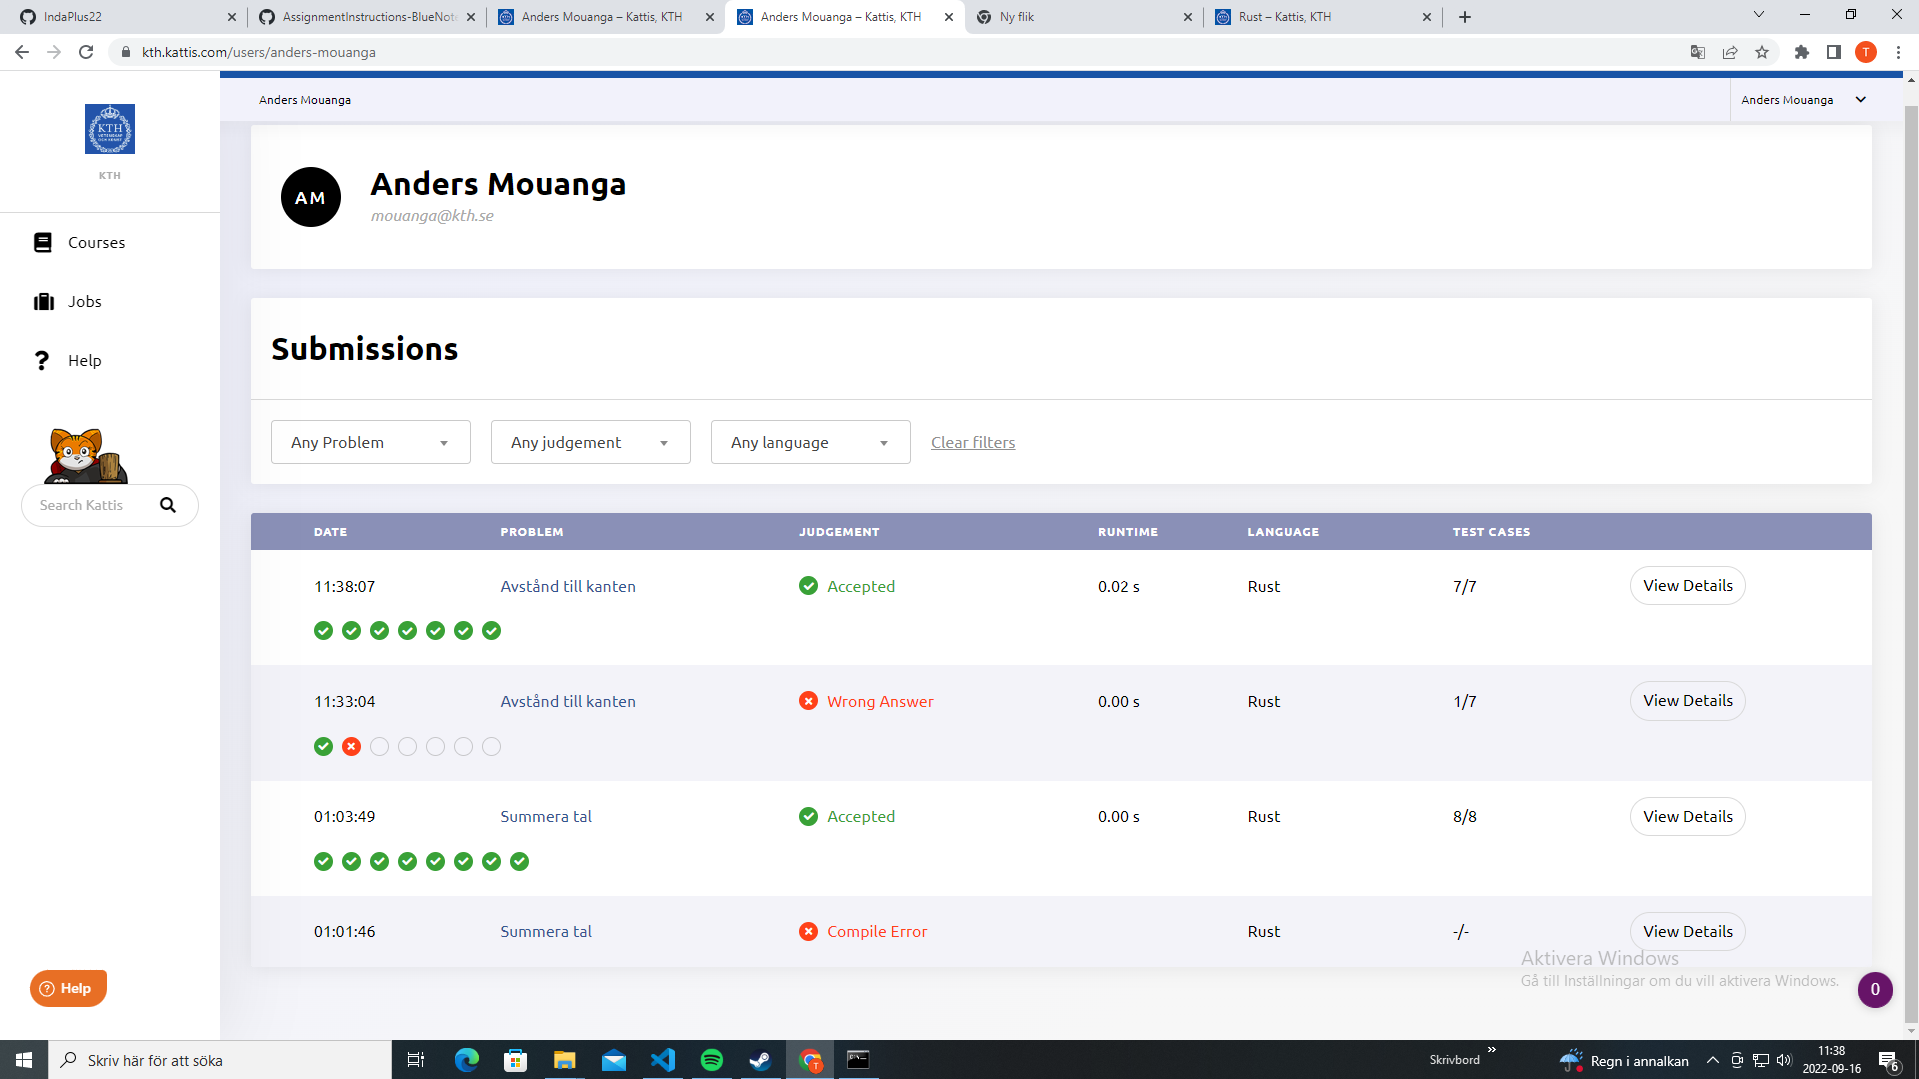 IndaPlus22
AssignmentInstructions-BlueNote
Anders Mouanga – Kattis, KTH
Anders Mouanga – Kattis, KTH
Ny flik
Rust – Kattis, KTH
kth.kattis.com/users/anders-mouanga
T
KTH
KTH
Courses
Jobs
Help
Search Kattis
Help
Anders Mouanga
Anders Mouanga
AM
Anders Mouanga
mouanga@kth.se
Submissions
Any Problem
Any judgement
Any language
Clear filters
DATE PROBLEM JUDGEMENT RUNTIME LANGUAGE TEST CASES
11:38:07 Avstånd till kanten Accepted 0.02 s Rust 7/7 View Details
11:33:04 Avstånd till kanten Wrong Answer 0.00 s Rust 1/7 View Details
01:03:49 Summera tal Accepted 0.00 s Rust 8/8 View Details
01:01:46 Summera tal Compile Error Rust -/- View Details
Aktivera Windows
Gå till Inställningar om du vill aktivera Windows.
0
Skriv här för att söka
T
Skrivbord
Regn i annalkan
11:38
2022-09-16
6